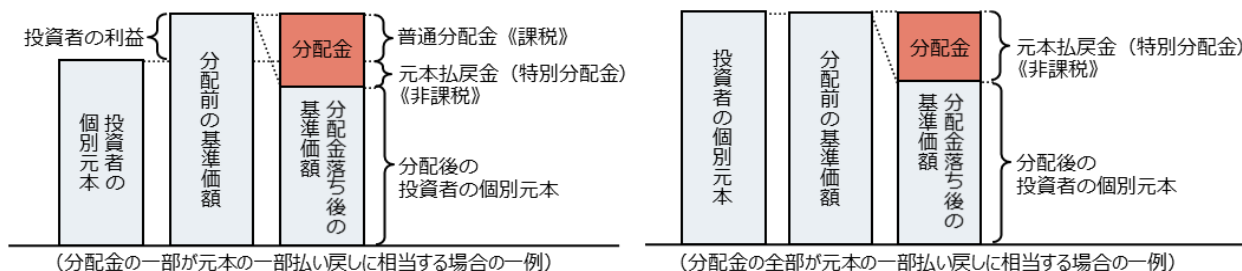 投資者の利益
投資者の
個別元本
分配前の基準価額
分配金
分配金落ち後の
基準価額
普通分配金《課税》
元本払戻金（特別分配金）
《非課税》
分配後の
投資者の個別元本
（分配金の一部が元本の一部払い戻しに相当する場合の一例）
投資者の個別元本
分配前の基準価額
分配金
分配金落ち後の
基準価額
元本払戻金（特別分配金）
《非課税》
分配後の
投資者の個別元本
（分配金の全部が元本の一部払い戻しに相当する場合の一例）